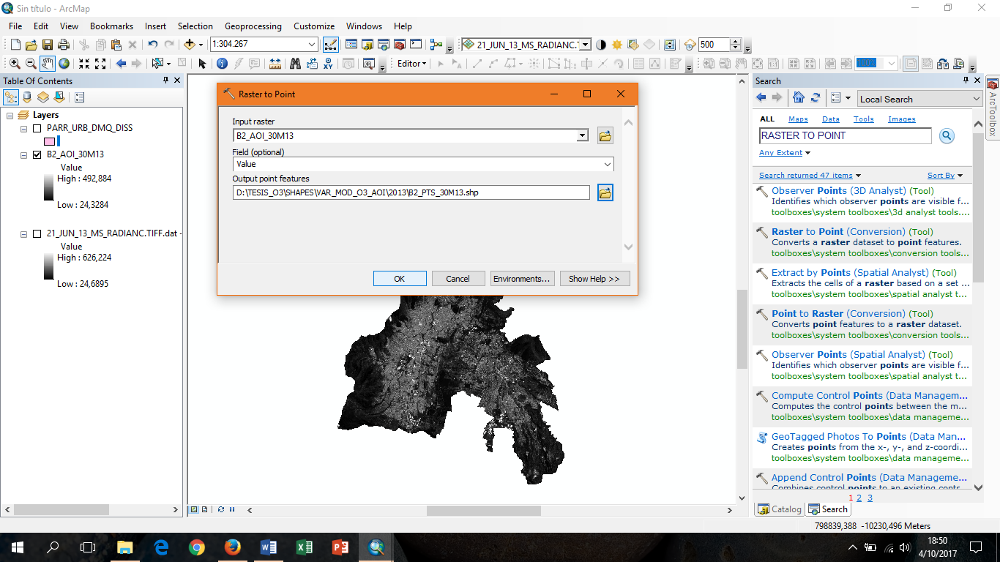 Sin título - ArcMap
File Edit View Bookmarks Insert Selection Geoprocessing Customize Windows Help
1:304.267
21_JUN_13_MS_RADIANC.T
500
Editor
100%
Table Of Contents
Layers
PARR_URB_DMQ_DISS
B2_AOI_30M13
Value
High : 492,884
Low : 24,3284
21_JUN_13_MS_RADIANC.TIFF.dat -
Value
High : 626,224
Low : 24,6895
Raster to Point
Input raster
B2_AOI_30M13
Field (optional)
Value
Output point features
D:\TESIS_O3\SHAPES\VAR_MOD_O3_AOI\2013\B2_PTS_30M13.shp
OK Cancel Environments... Show Help >>
Search
Local Search
ALL Maps Data Tools Images
RASTER TO POINT
Any Extent
Search returned 47 items Sort By
Observer Points (3D Analyst) (Tool)
Identifies which observer points are visible f...
toolboxes\system toolboxes\3d analyst tools....
Raster to Point (Conversion) (Tool)
Converts a raster dataset to point features.
toolboxes\system toolboxes\conversion tools...
Extract by Points (Spatial Analyst) (Tool)
Extracts the cells of a raster based on a set ...
toolboxes\system toolboxes\spatial analyst t...
Point to Raster (Conversion) (Tool)
Converts point features to a raster dataset.
toolboxes\system toolboxes\conversion tools...
Observer Points (Spatial Analyst) (Tool)
Identifies which observer points are visible f...
toolboxes\system toolboxes\spatial analyst t...
Compute Control Points (Data Managem...
Computes the control points between the m...
toolboxes\system toolboxes\data manageme...
GeoTagged Photos To Points (Data Man...
Creates points from the x-, y-, and z-coordi...
toolboxes\system toolboxes\data manageme...
Append Control Points (Data Manageme...
Combines control points to an existing contr...
1 2 3
Catalog Search
ArcToolbox
798839,388 -10230,496 Meters
18:50
4/10/2017